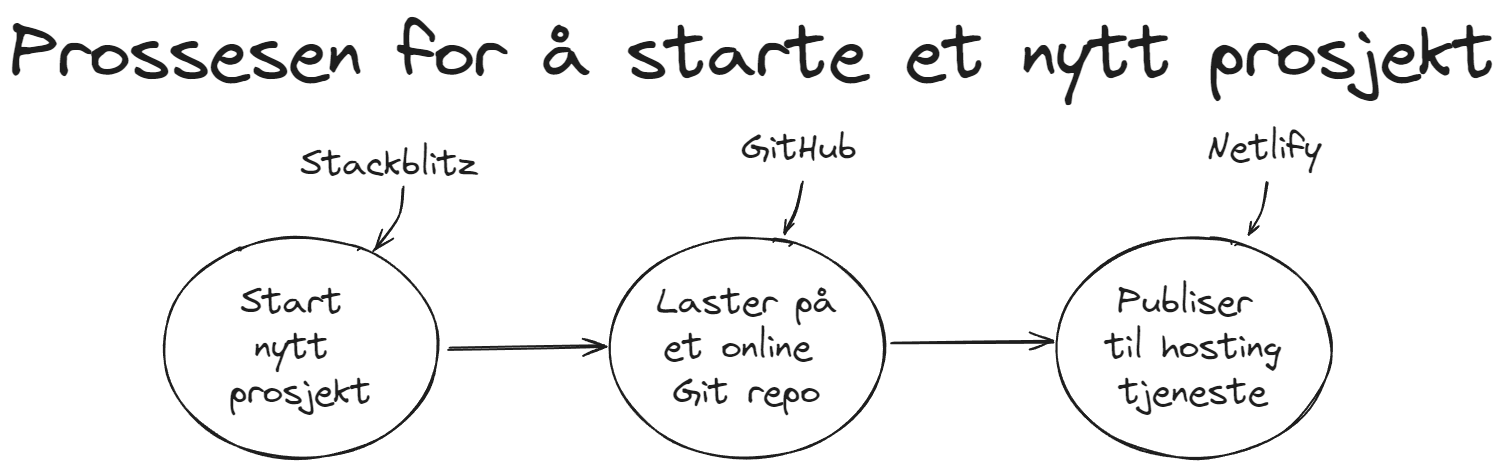 Prossesen for å starte et nytt prosjekt
Stackblitz
GitHub
Netlify
Start
nytt
prosjekt
Laster på
et online
Git repo
Publiser
til hosting
tjeneste